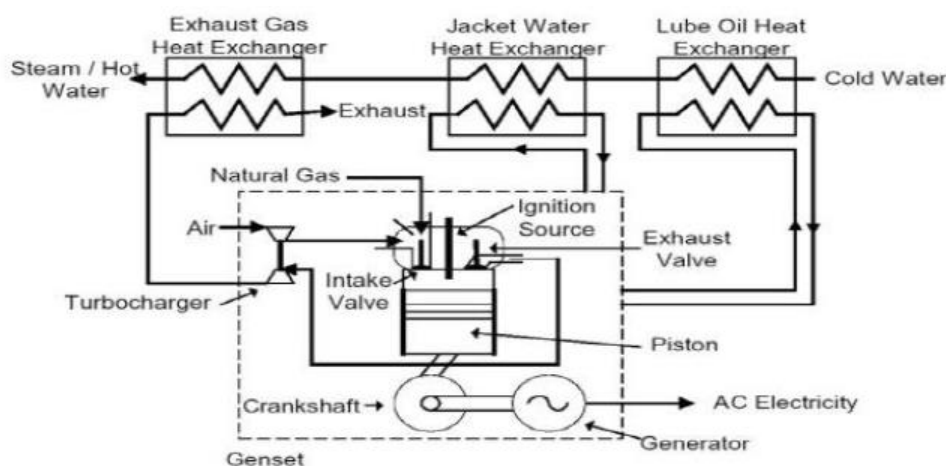 Exhaust Gas
Heat Exchanger
Jacket Water
Heat Exchanger
Lube Oil Heat
Exchanger
Steam / Hot
Water
Cold Water
Exhaust
Natural Gas
Ignition
Source
Air
Exhaust
Valve
Intake
Valve
Turbocharger
Piston
Crankshaft
AC Electricity
Generator
Genset